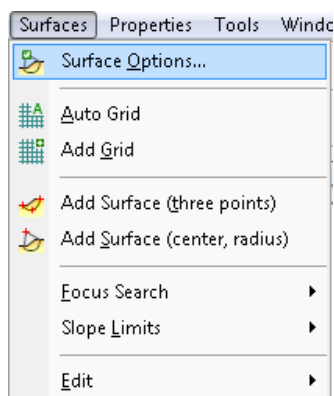 Surfaces Properties Tools Windo
Surface Options...
Auto Grid
Add Grid
Add Surface (three points)
Add Surface (center, radius)
Focus Search
Slope Limits
Edit